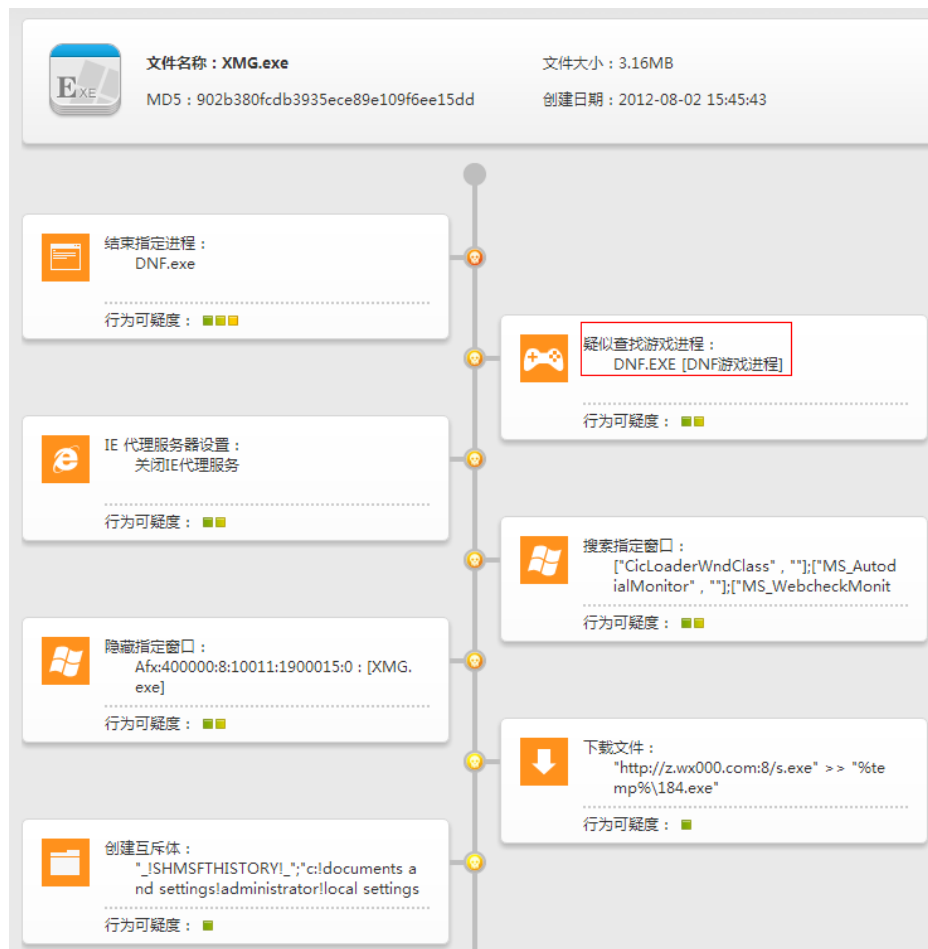 EXE
文件名称：XMG.exe
文件大小：3.16MB
MD5：902b380fcdb3935ece89e109f6ee15dd
创建日期：2012-08-02 15:45:43
结束指定进程：
DNF.exe
行为可疑度：
疑似查找游戏进程：
DNF.EXE [DNF游戏进程]
行为可疑度：
IE 代理服务器设置：
关闭IE代理服务
行为可疑度：
搜索指定窗口：
["CicLoaderWndClass" , ""];["MS_Autod
ialMonitor" , ""];["MS_WebcheckMonit
行为可疑度：
隐藏指定窗口：
Afx:400000:8:10011:1900015:0 : [XMG.
exe]
行为可疑度：
下载文件：
"http://z.wx000.com:8/s.exe" >> "%te
mp%\184.exe"
行为可疑度：
创建互斥体：
"_!SHMSFTHISTORY!_";"c:!documents a
nd settings!administrator!local settings
行为可疑度：